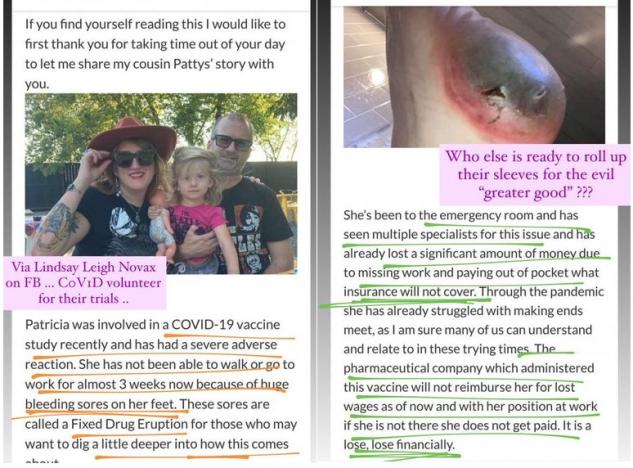 If you find yourself reading this I would like to
first thank you for taking time out of your day
to let me share my cousin Pattys' story with
you.
Via Lindsay Leigh Novax
on FB ... CoV1D volunteer
for their trials ..
Patricia was involved in a COVID-19 vaccine
study recently and has had a severe adverse
reaction. She has not been able to walk or go to
work for almost 3 weeks now because of huge
bleeding sores on her feet. These sores are
called a Fixed Drug Eruption for those who may
want to dig a little deeper into how this comes
about
Who else is ready to roll up
their sleeves for the evil
“greater good” ???
She's been to the emergency room and has
seen multiple specialists for this issue and has
already lost a significant amount of money due
to missing work and paying out of pocket what
insurance will not cover. Through the pandemic
she has already struggled with making ends
meet, as I am sure many of us can understand
and relate to in these trying times. The
pharmaceutical company which administered
this vaccine will not reimburse her for lost
wages as of now and with her position at work
if she is not there she does not get paid. It is a
lose, lose financially.